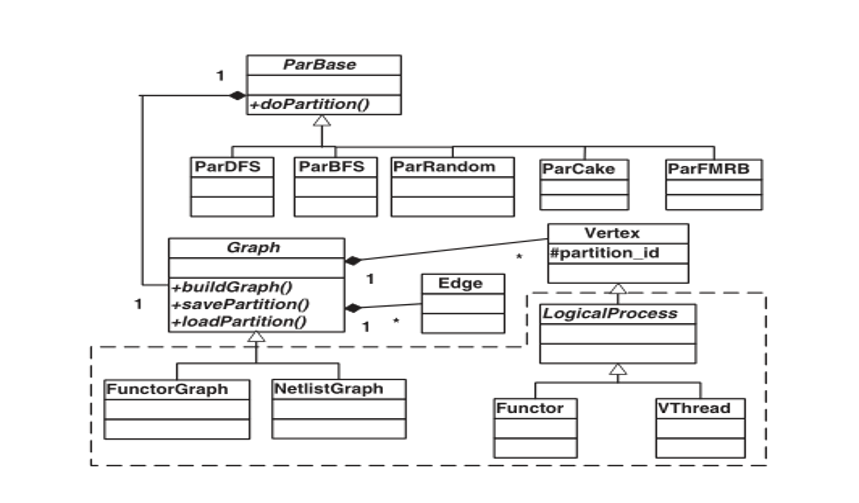 ParBase
1
+doPartition()
ParDFS
ParBFS
ParRandom
ParCake
ParFMRB
Graph
Vertex
#partition_id
*
1
Edge
+buildGraph()
+savePartition()
+loadPartition()
1
1
*
LogicalProcess
FunctorGraph
NetlistGraph
Functor
VThread